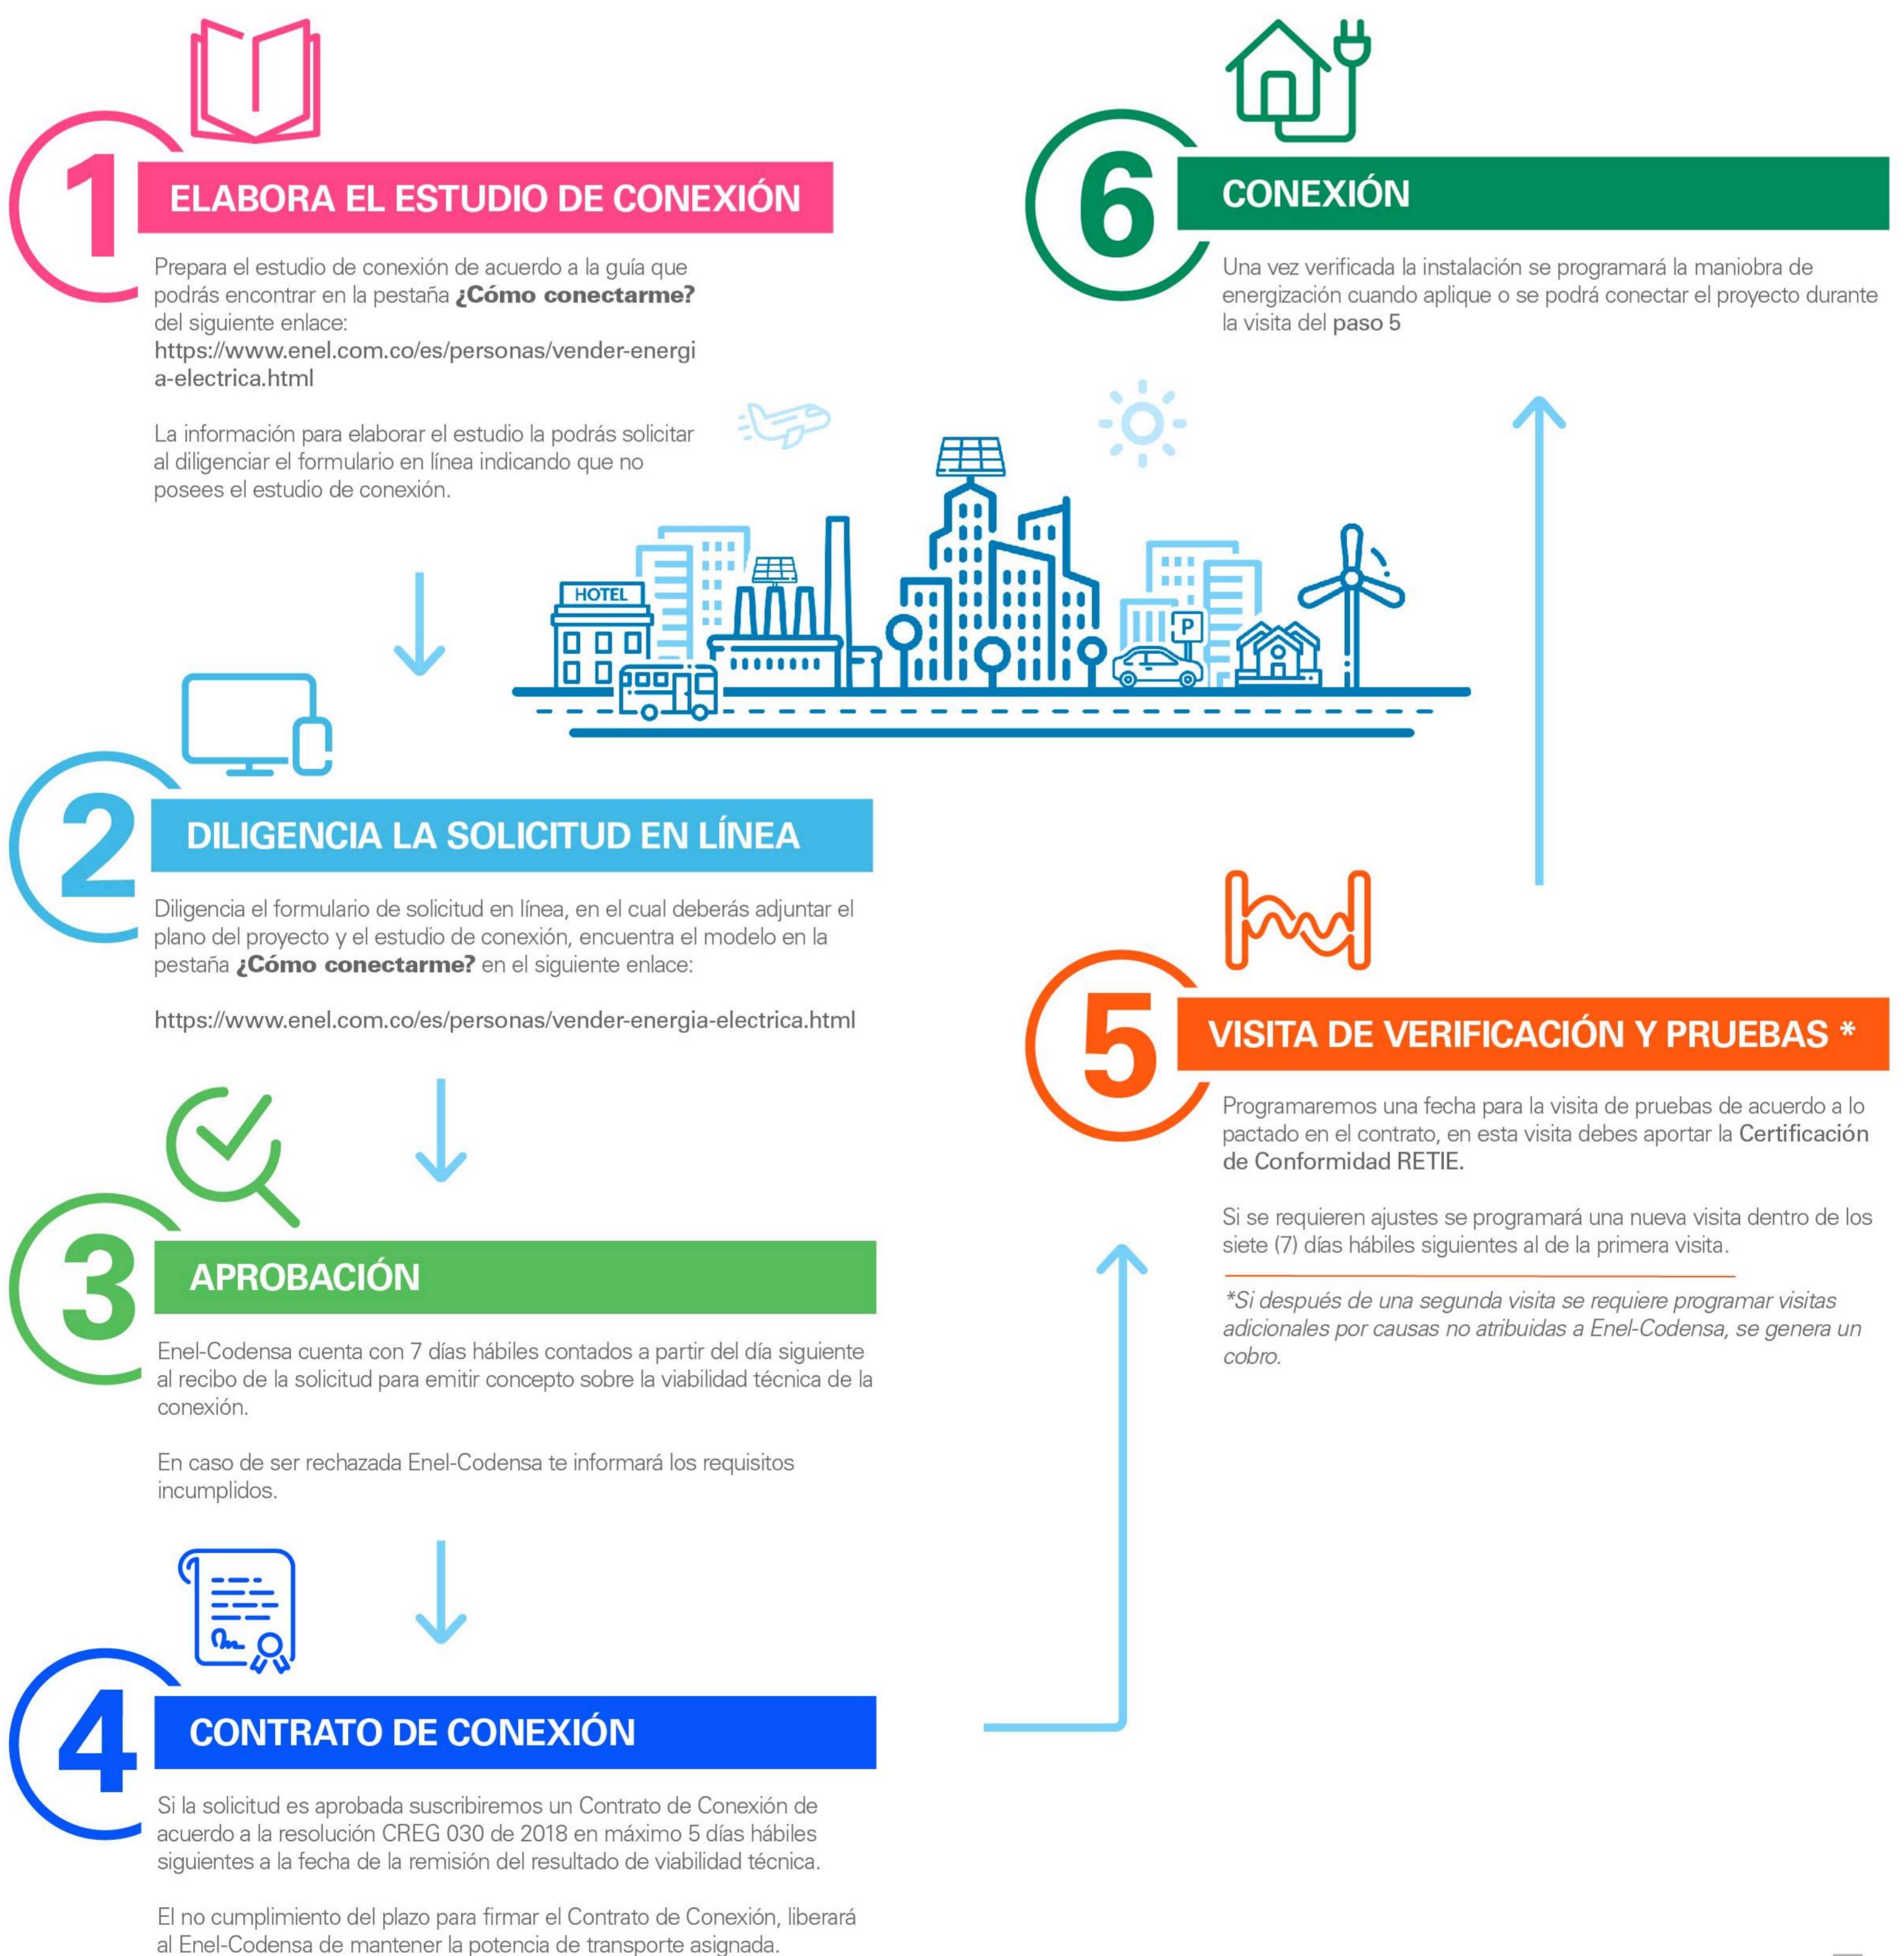 1
ELABORA EL ESTUDIO DE CONEXIÓN
Prepara el estudio de conexión de acuerdo a la guía que
podrás encontrar en la pestaña ¿Cómo conectarme?
del siguiente enlace:
https://www.enel.com.co/es/personas/vender-energi
a-electrica.html
La información para elaborar el estudio la podrás solicitar
al diligenciar el formulario en línea indicando que no
posees el estudio de conexión.
HOTEL
P
2
DILIGENCIA LA SOLICITUD EN LÍNEA
Diligencia el formulario de solicitud en línea, en el cual deberás adjuntar el
plano del proyecto y el estudio de conexión, encuentra el modelo en la
pestaña ¿Cómo conectarme? en el siguiente enlace:
https://www.enel.com.co/es/personas/vender-energia-electrica.html
3
APROBACIÓN
Enel-Codensa cuenta con 7 días hábiles contados a partir del día siguiente
al recibo de la solicitud para emitir concepto sobre la viabilidad técnica de la
conexión.
En caso de ser rechazada Enel-Codensa te informará los requisitos
incumplidos.
4
CONTRATO DE CONEXIÓN
Si la solicitud es aprobada suscribiremos un Contrato de Conexión de
acuerdo a la resolución CREG 030 de 2018 en máximo 5 días hábiles
siguientes a la fecha de la remisión del resultado de viabilidad técnica.
El no cumplimiento del plazo para firmar el Contrato de Conexión, liberará
al Enel-Codensa de mantener la potencia de transporte asignada.
5
VISITA DE VERIFICACIÓN Y PRUEBAS *
Programaremos una fecha para la visita de pruebas de acuerdo a lo
pactado en el contrato, en esta visita debes aportar la Certificación
de Conformidad RETIE.
Si se requieren ajustes se programará una nueva visita dentro de los
siete (7) días hábiles siguientes al de la primera visita.
*Si después de una segunda visita se requiere programar visitas
adicionales por causas no atribuidas a Enel-Codensa, se genera un
cobro.
6
CONEXIÓN
Una vez verificada la instalación se programará la maniobra de
energización cuando aplique o se podrá conectar el proyecto durante
la visita del paso 5